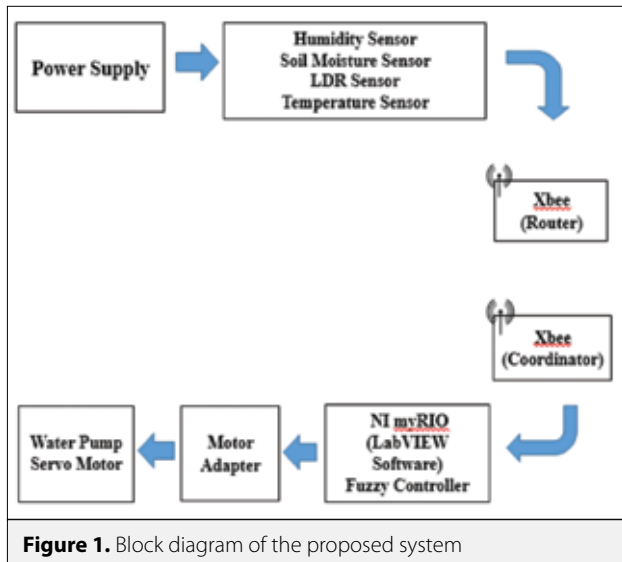 Power Supply
Humidity Sensor
Soil Moisture Sensor
LDR Sensor
Temperature Sensor
Xbee
(Router)
Xbee
(Coordinator)
NI myRIO
(LabVIEW
Software)
Fuzzy Controller
Motor
Adapter
Water Pump
Servo Motor
Figure 1. Block diagram of the proposed system